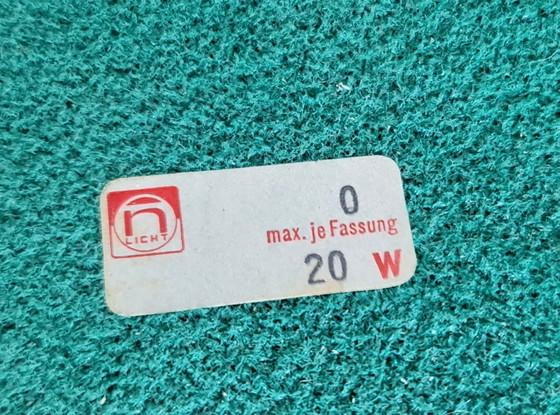 n
LICHT
0
max. je Fassung
20 W